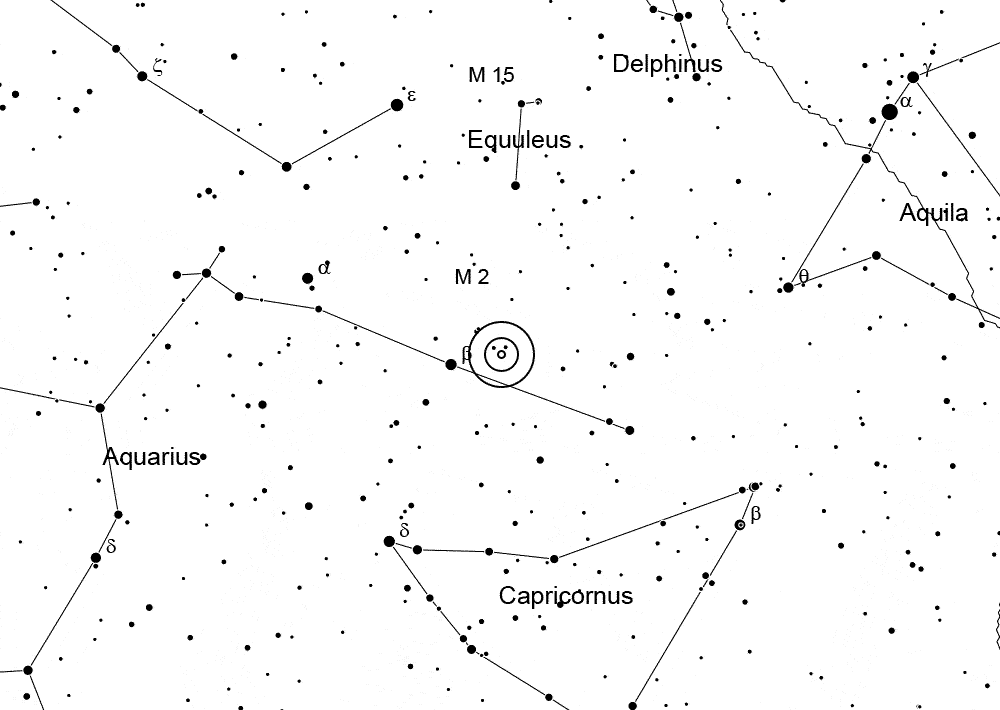 Delphinus
ζ
M 15
γ
ε
α
Equuleus
Aquila
α
M 2
θ
β
Aquarius
β
δ
δ
Capricornus